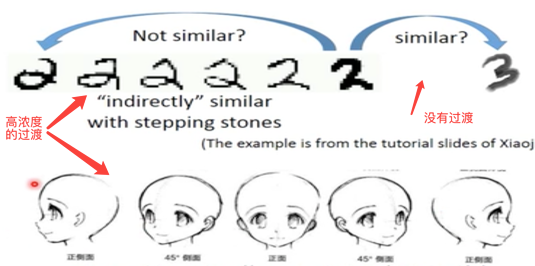 Not similar?
similar?
“indirectly” similar
with stepping stones
高浓度
的过渡
没有过渡
(The example is from the tutorial slides of Xiaoj
正侧面
45° 侧面
正面
45° 侧面
正侧面